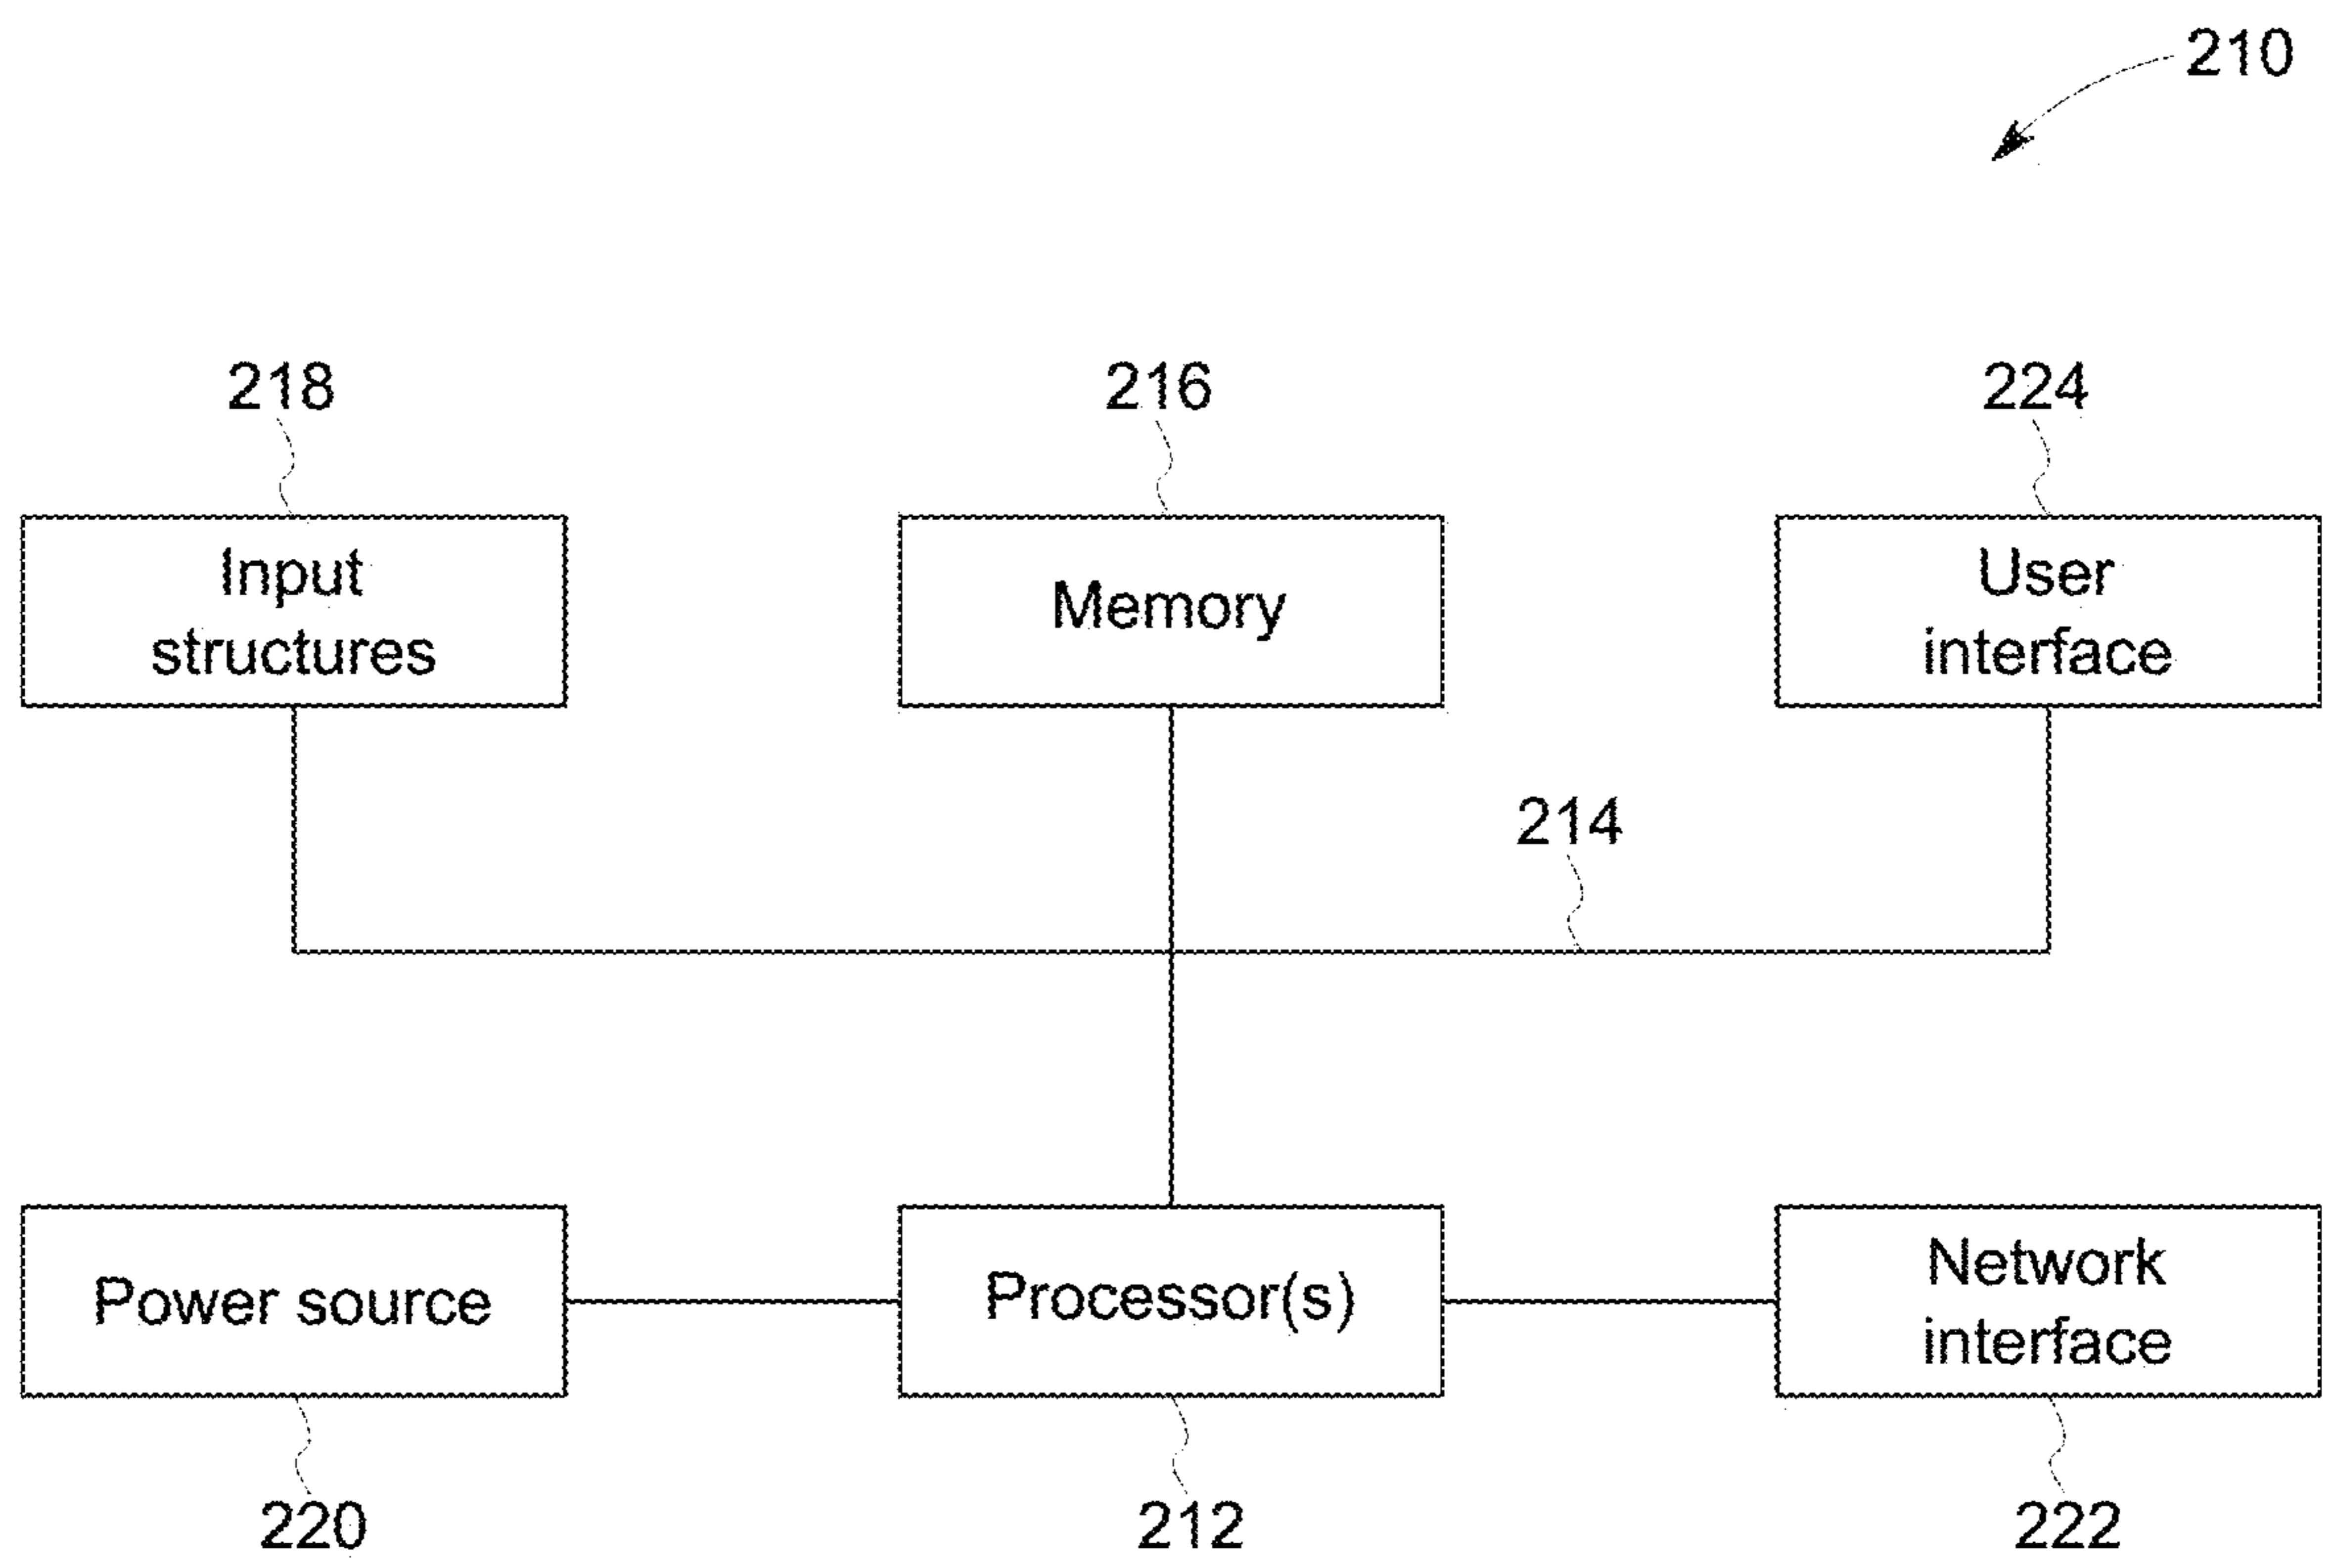 210
218
216
224
Input
structures
Memory
User
interface
214
Power source
Processor(s)
Network
interface
220
212
222